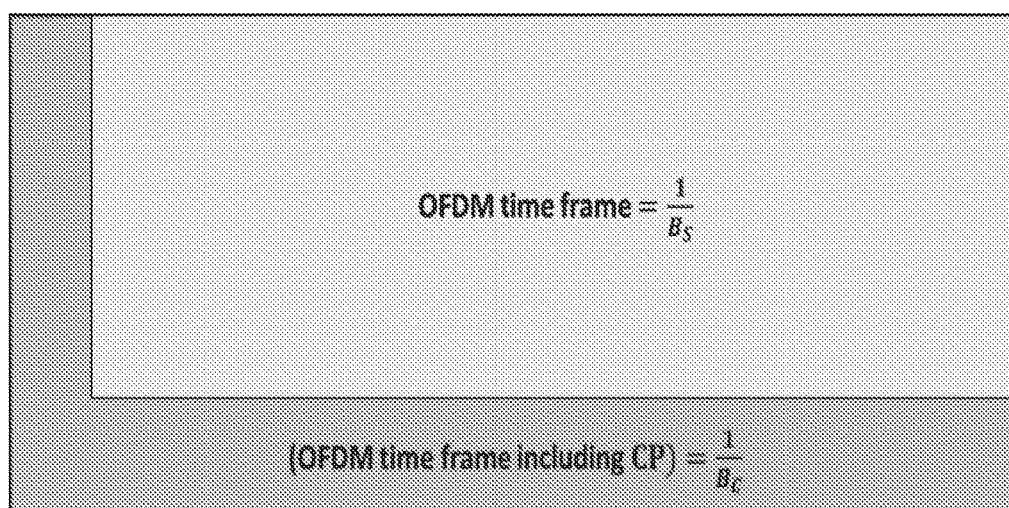 OFDM time frame = 1/B_S
(OFDM time frame including CP) = 1/B_c